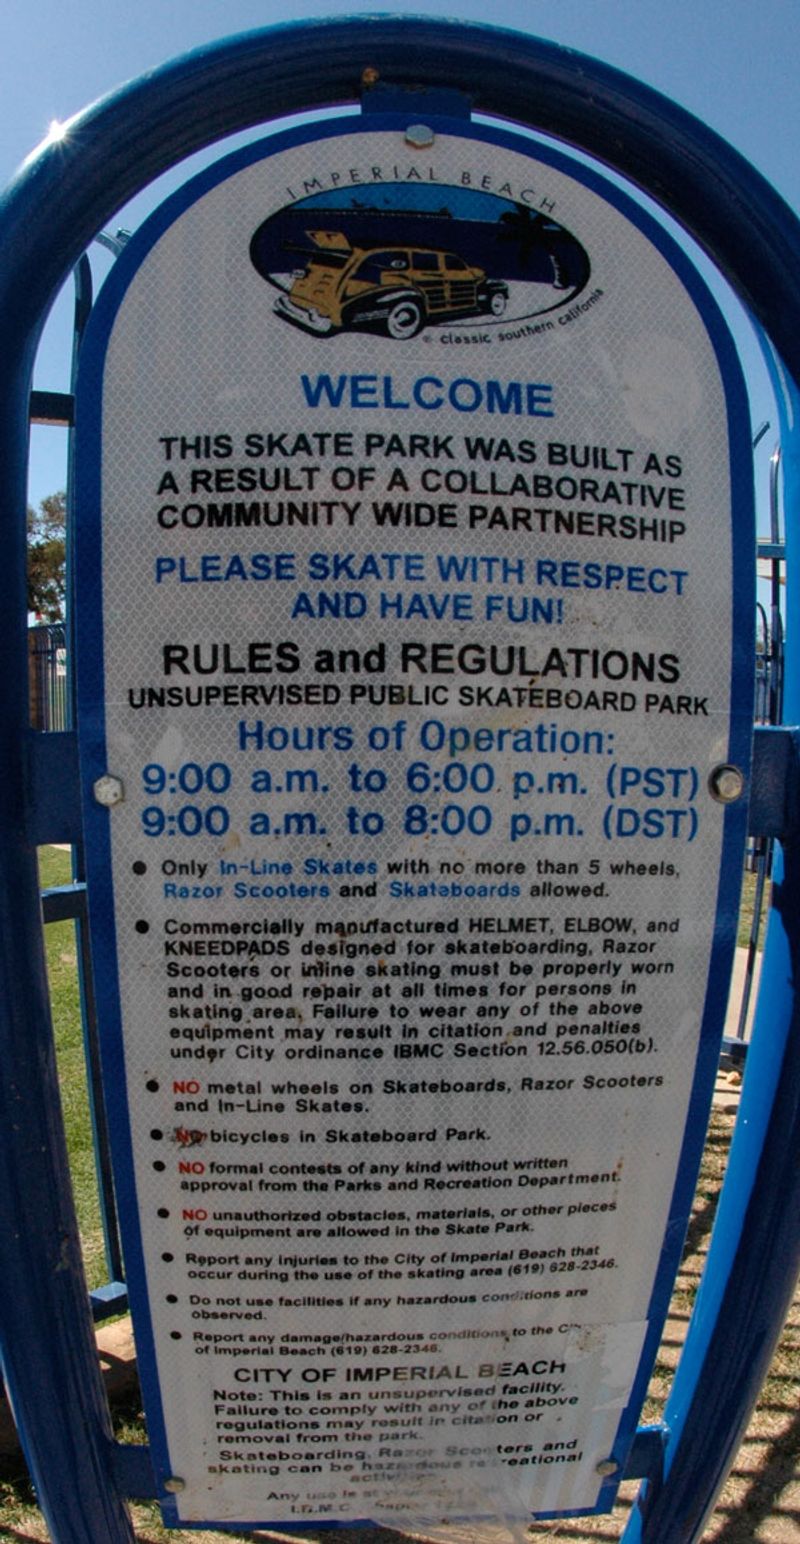 IMPERIAL BEACH
classic southern california
WELCOME
THIS SKATE PARK WAS BUILT AS
A RESULT OF A COLLABORATIVE
COMMUNITY WIDE PARTNERSHIP
PLEASE SKATE WITH RESPECT
AND HAVE FUN!
RULES and REGULATIONS
UNSUPERVISED PUBLIC SKATEBOARD PARK
Hours of Operation:
9:00 a.m. to 6:00 p.m. (PST)
9:00 a.m. to 8:00 p.m. (DST)
● Only In-Line Skates with no more than 5 wheels,
Razor Scooters and Skateboards allowed.
● Commercially manufactured HELMET, ELBOW, and
KNEEDPADS designed for skateboarding, Razor
Scooters or inline skating must be properly worn
and in good repair at all times for persons in
skating area. Failure to wear any of the above
equipment may result in citation and penalties
under City ordinance IBMC Section 12.56.050(b).
● NO metal wheels on Skateboards, Razor Scooters
and In-Line Skates.
● NO bicycles in Skateboard Park.
● NO formal contests of any kind without written
approval from the Parks and Recreation Department.
● NO unauthorized obstacles, materials, or other pieces
of equipment are allowed in the Skate Park.
● Report any injuries to the City of Imperial Beach that
occur during the use of the skating area (619) 628-2346.
● Do not use facilities if any hazardous conditions are
observed.
● Report any damage/hazardous conditions to the
of Imperial Beach (619) 628-2346.
CITY OF IMPERIAL BEACH
Note: This is an unsupervised facility.
Failure to comply with any of the above
regulations may result in citation or
removal from the park.
Skateboarding, Razor Scooters and
skating can be hazardous recreational
Any use is at